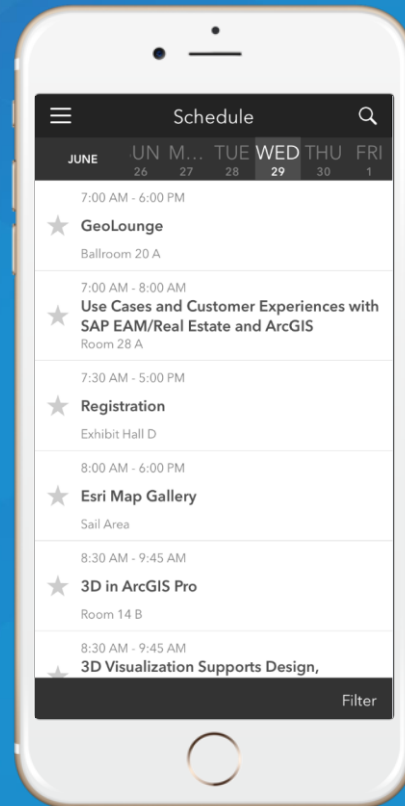 Schedule
JUNE UN M... TUE WED THU FRI
26 27 28 29 30 1
7:00 AM - 6:00 PM
GeoLounge
Ballroom 20 A
7:00 AM - 8:00 AM
Use Cases and Customer Experiences with
SAP EAM/Real Estate and ArcGIS
Room 28 A
7:30 AM - 5:00 PM
Registration
Exhibit Hall D
8:00 AM - 6:00 PM
Esri Map Gallery
Sail Area
8:30 AM - 9:45 AM
3D in ArcGIS Pro
Room 14 B
8:30 AM - 9:45 AM
3D Visualization Supports Design,
Filter